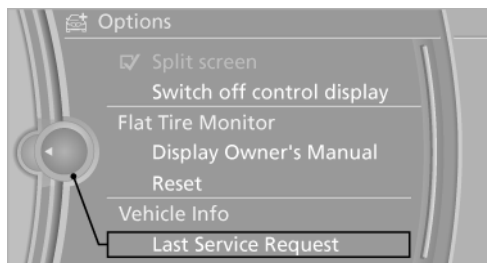 Options
Split screen
Switch off control display
Flat Tire Monitor
Display Owner's Manual
Reset
Vehicle Info
Last Service Request